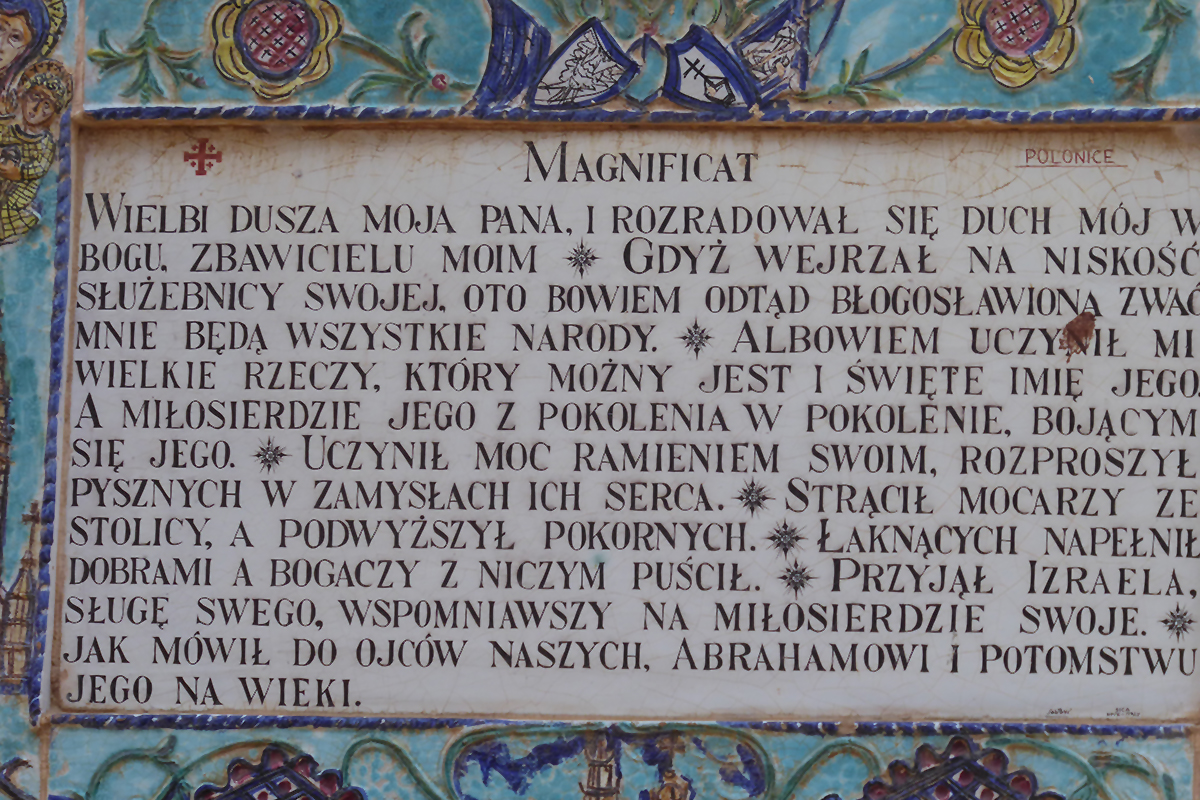 MAGNIFICAT
POLONICE
WIELBI DUSZA MOJA PANA, I ROZRADOWAŁ SIĘ DUCH MÓJ W
BOGU, ZBAWICIELU MOIM GDYŻ WEJRZAŁ NA NISKOŚĆ
SŁUŻEBNICY SWOJEJ, OTO BOWIEM ODTĄD BŁOGOSŁAWIONĄ ZWAĆ
MNIE BĘDĄ WSZYSTKIE NARODY. ALBOWIEM UCZYNIŁ MI
WIELKIE RZECZY, KTÓRY MOŻNY JEST I ŚWIĘTE IMIĘ JEGO
A MIŁOSIERDZIE JEGO Z POKOLENIA W POKOLENIE, BOJĄCYM
SIĘ JEGO. UCZYNIŁ MOC RAMIENIEM SWOIM, ROZPROSZYŁ
PYSZNYCH W ZAMYSŁACH ICH SERCA. STRĄCIŁ MOCARZY ZE
STOLICY, A PODWYŻSZYŁ POKORNYCH. ŁAKNĄCYCH NAPEŁNIŁ
DOBRAMI A BOGACZY Z NICZYM PUŚCIŁ. PRZYJĄŁ IZRAELA,
SŁUGĘ SWEGO, WSPOMNIAWSZY NA MIŁOSIERDZIE SWOJE.
JAK MÓWIŁ DO OJCÓW NASZYCH, ABRAHAMOWI I POTOMSTWU
JEGO NA WIEKI.